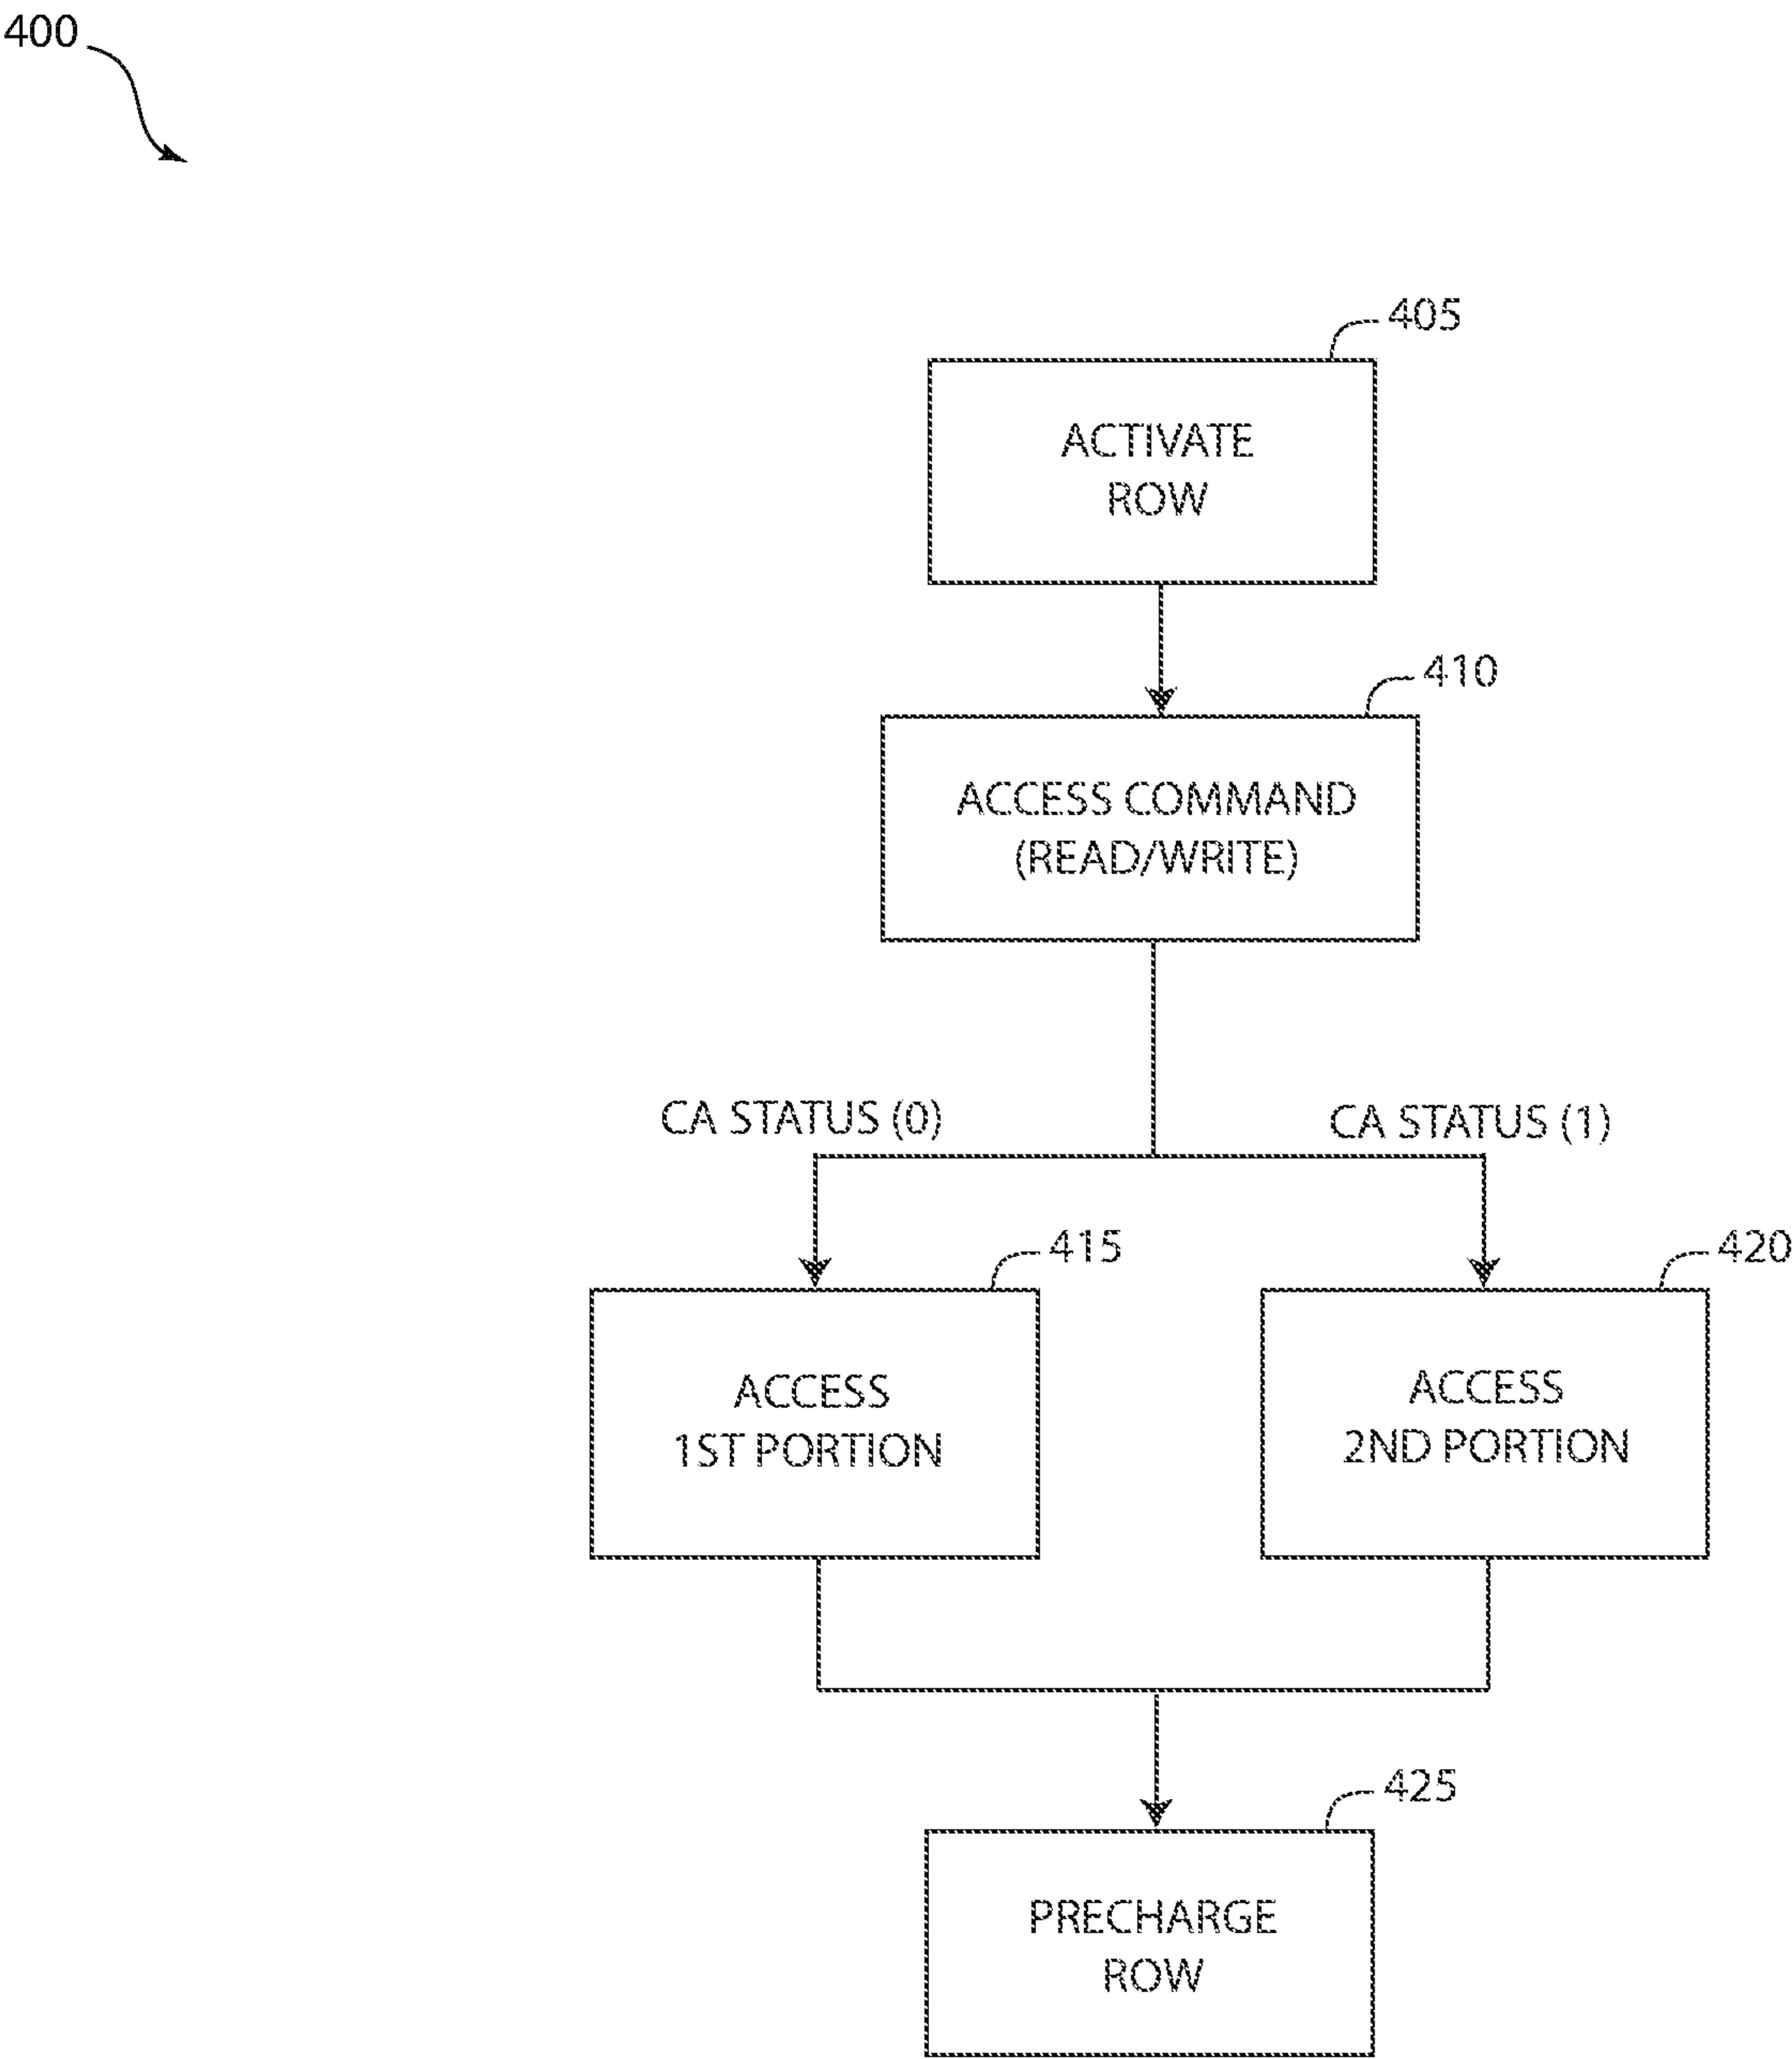 400
405
ACTIVATE
ROW
410
ACCESS COMMAND
(READ/WRITE)
CA STATUS (0)
CA STATUS (1)
415
420
ACCESS
1ST PORTION
ACCESS
2ND PORTION
425
PRECHARGE
ROW